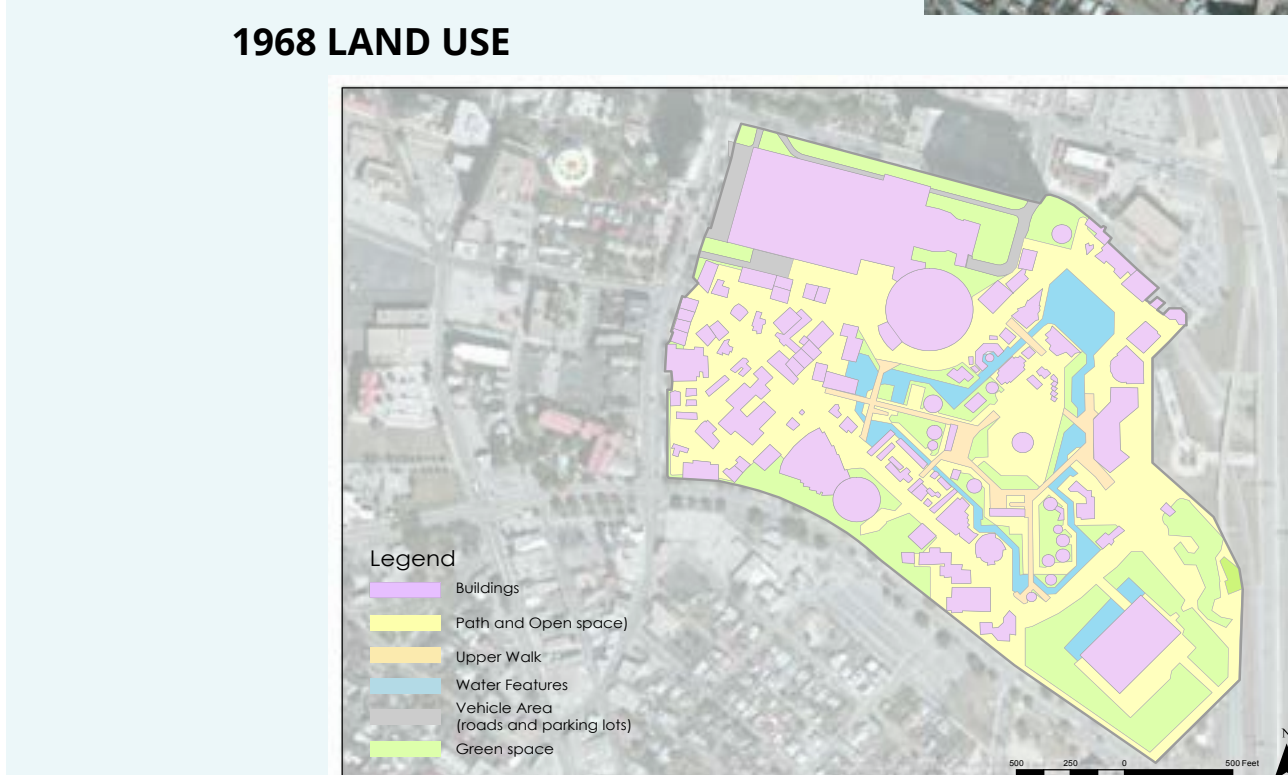 1968 LAND USE
Legend
Buildings
Path and Open space)
Upper Walk
Water Features
Vehicle Area
(roads and parking lots)
Green space
500 250 0 500 Feet
N